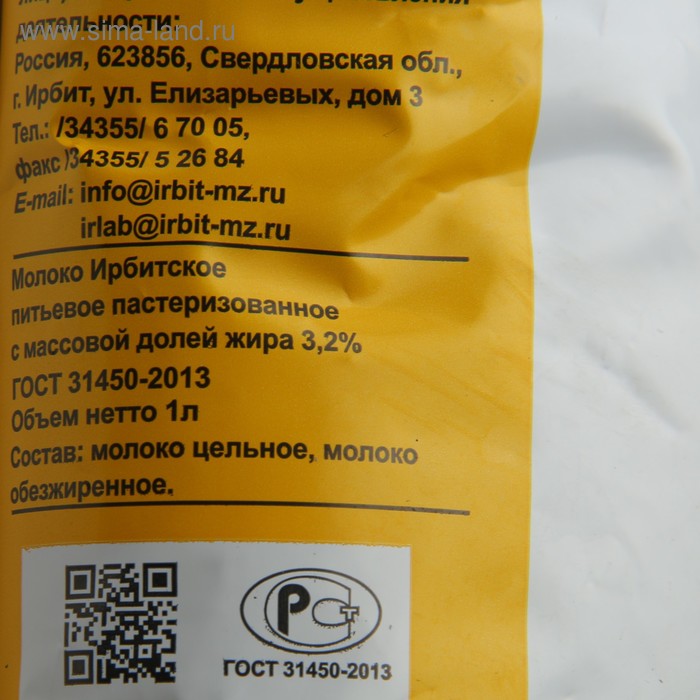 деятельности:
www.sima-land.ru
Россия, 623856, Свердловская обл.,
г. Ирбит, ул. Елизарьевых, дом 3
Тел.: /34355/ 6 70 05,
факс /34355/ 5 26 84
E-mail: info@irbit-mz.ru
irlab@irbit-mz.ru
Молоко Ирбитское
питьевое пастеризованное
с массовой долей жира 3,2%
ГОСТ 31450-2013
Объем нетто 1л
Состав: молоко цельное, молоко
обезжиренное.
РСТ
ГОСТ 31450-2013